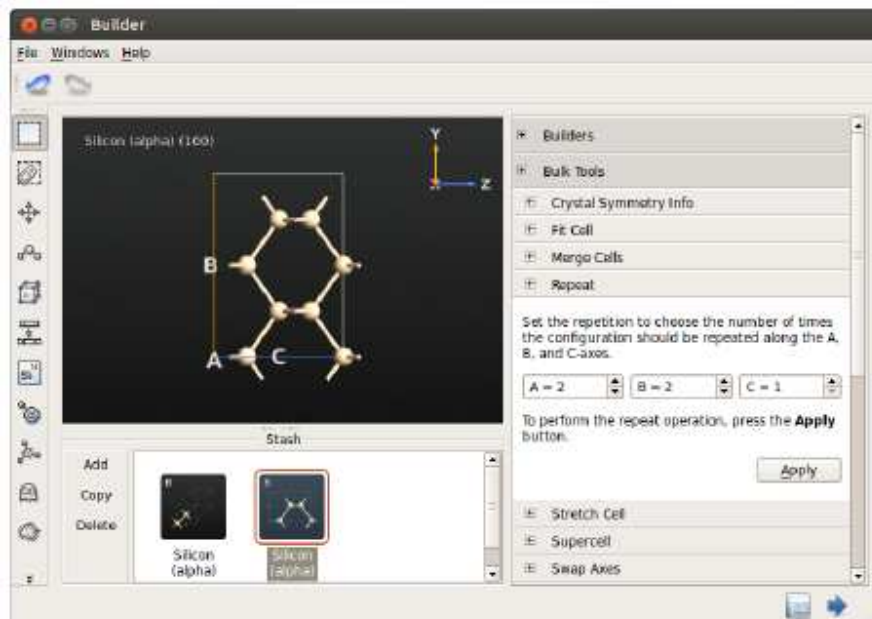 Builder
File Windows Help
Silicon (alpha) (100)
Y
Z
B
A
C
Stash
Add
Copy
Delete
Silicon
(alpha)
Silicon
(alpha)
Builders
Bulk Tools
Crystal Symmetry Info
Fit Cell
Merge Cells
Repeat
Set the repetition to choose the number of times
the configuration should be repeated along the A,
B, and C-axes.
A = 2
B = 2
C = 1
To perform the repeat operation, press the Apply
button.
Apply
Stretch Cell
Supercell
Swap Axes